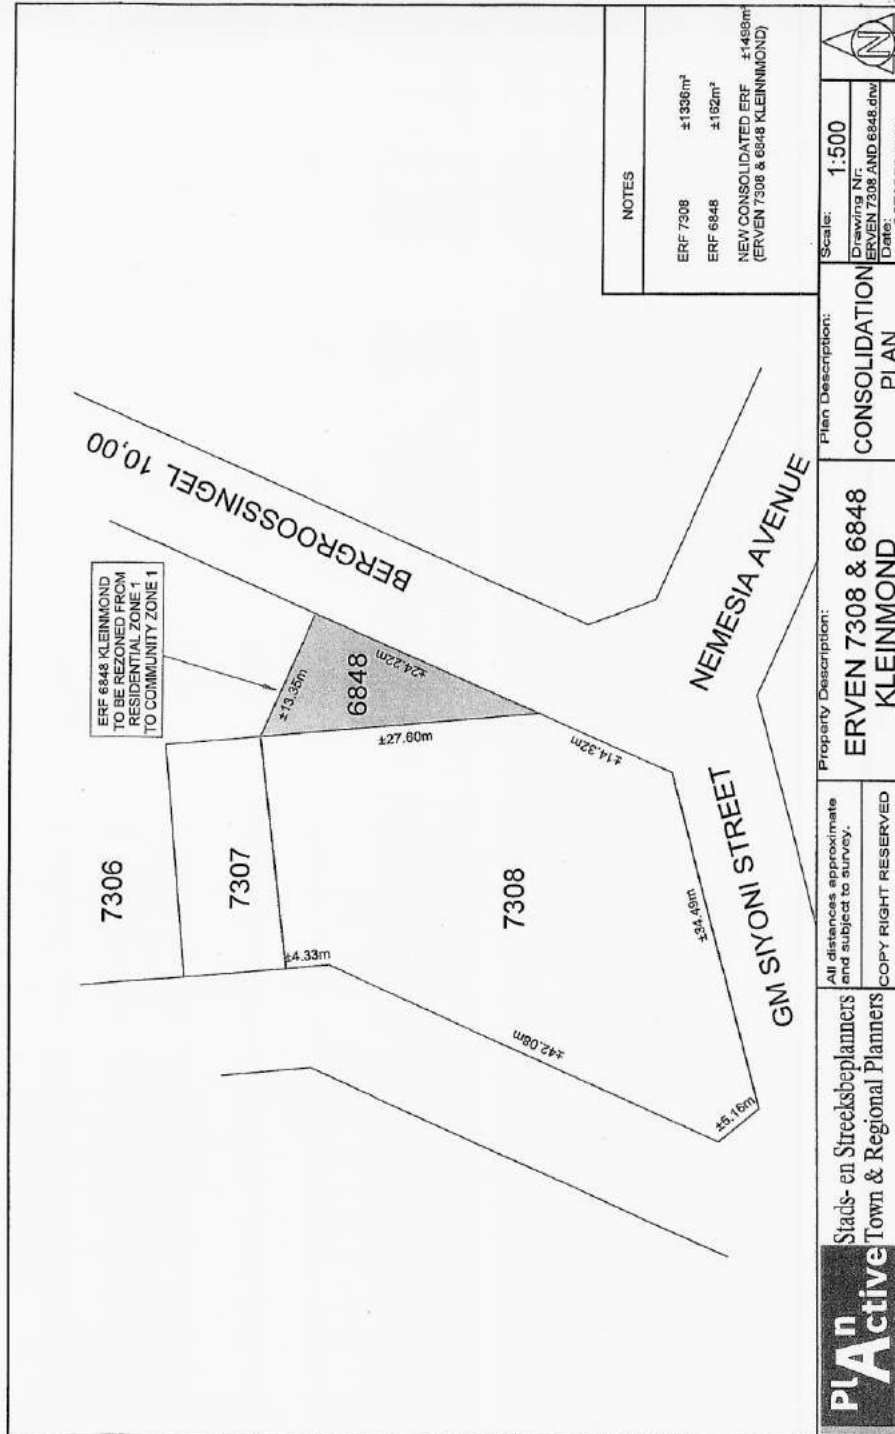 ERF 6848 KLEINMOND
TO BE REZONED FROM
RESIDENTIAL ZONE 1
TO COMMUNITY ZONE 1
BERGROOSSINGEL 10,00
7306
7307
7308
6848
±13.35m
±24.22m
±27.60m
±14.32m
±4.33m
±42.08m
±34.49m
±5.16m
NEMESIA AVENUE
GM SIYONI STREET
NOTES
ERF 7308 ±1336m²
ERF 6848 ±162m²
NEW CONSOLIDATED ERF ±1498m²
(ERVEN 7308 & 6848 KLEINNMOND)
PlAn
Active
Stads- en Streeksbeplanners
Town & Regional Planners
All distances approximate
and subject to survey.
COPY RIGHT RESERVED
Property Description:
ERVEN 7308 & 6848
KLEINMOND
Plan Description:
CONSOLIDATION
PLAN
Scale:
1:500
Drawing Nr:
ERVEN 7308 AND 6848.drw
Date:
N